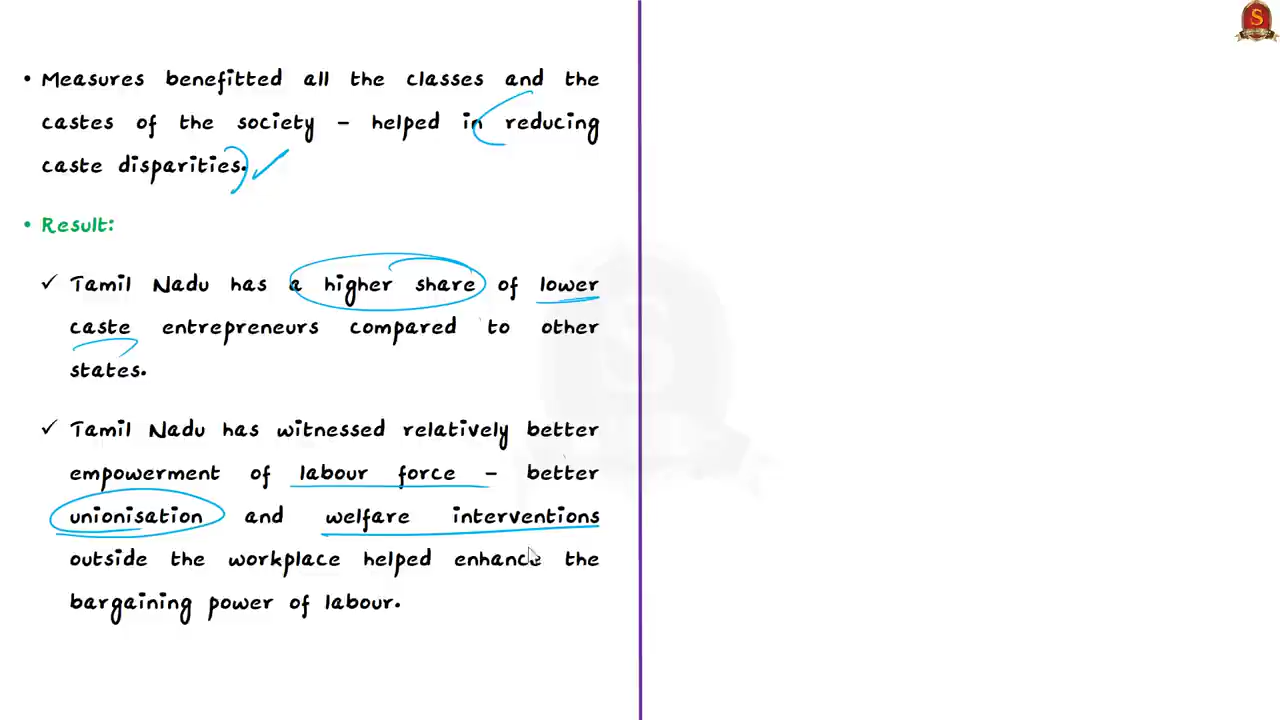 S
• Measures benefitted all the classes and the
castes of the society – helped in reducing
caste disparities.
• Result:
✓ Tamil Nadu has a higher share of lower
caste entrepreneurs compared to other
states.
✓ Tamil Nadu has witnessed relatively better
empowerment of labour force – better
unionisation and welfare interventions
outside the workplace helped enhance the
bargaining power of labour.